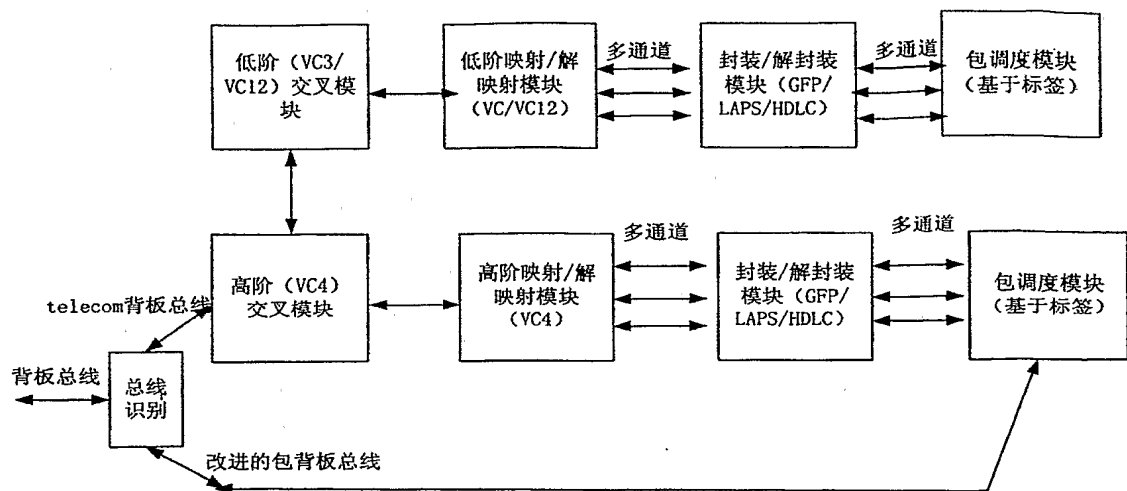 低阶（VC3/
VC12）交叉模
块
低阶映射/解
映射模块
(VC/VC12)
多通道
封装/解封装
模块（GFP/
LAPS/HDLC）
多通道
包调度模块
（基于标签）
高阶（VC4）
交叉模块
高阶映射/解
映射模块
(VC4)
多通道
封装/解封装
模块（GFP/
LAPS/HDLC）
多通道
包调度模块
（基于标签）
telecom背板总线
背板总线
总线
识别
改进的包背板总线